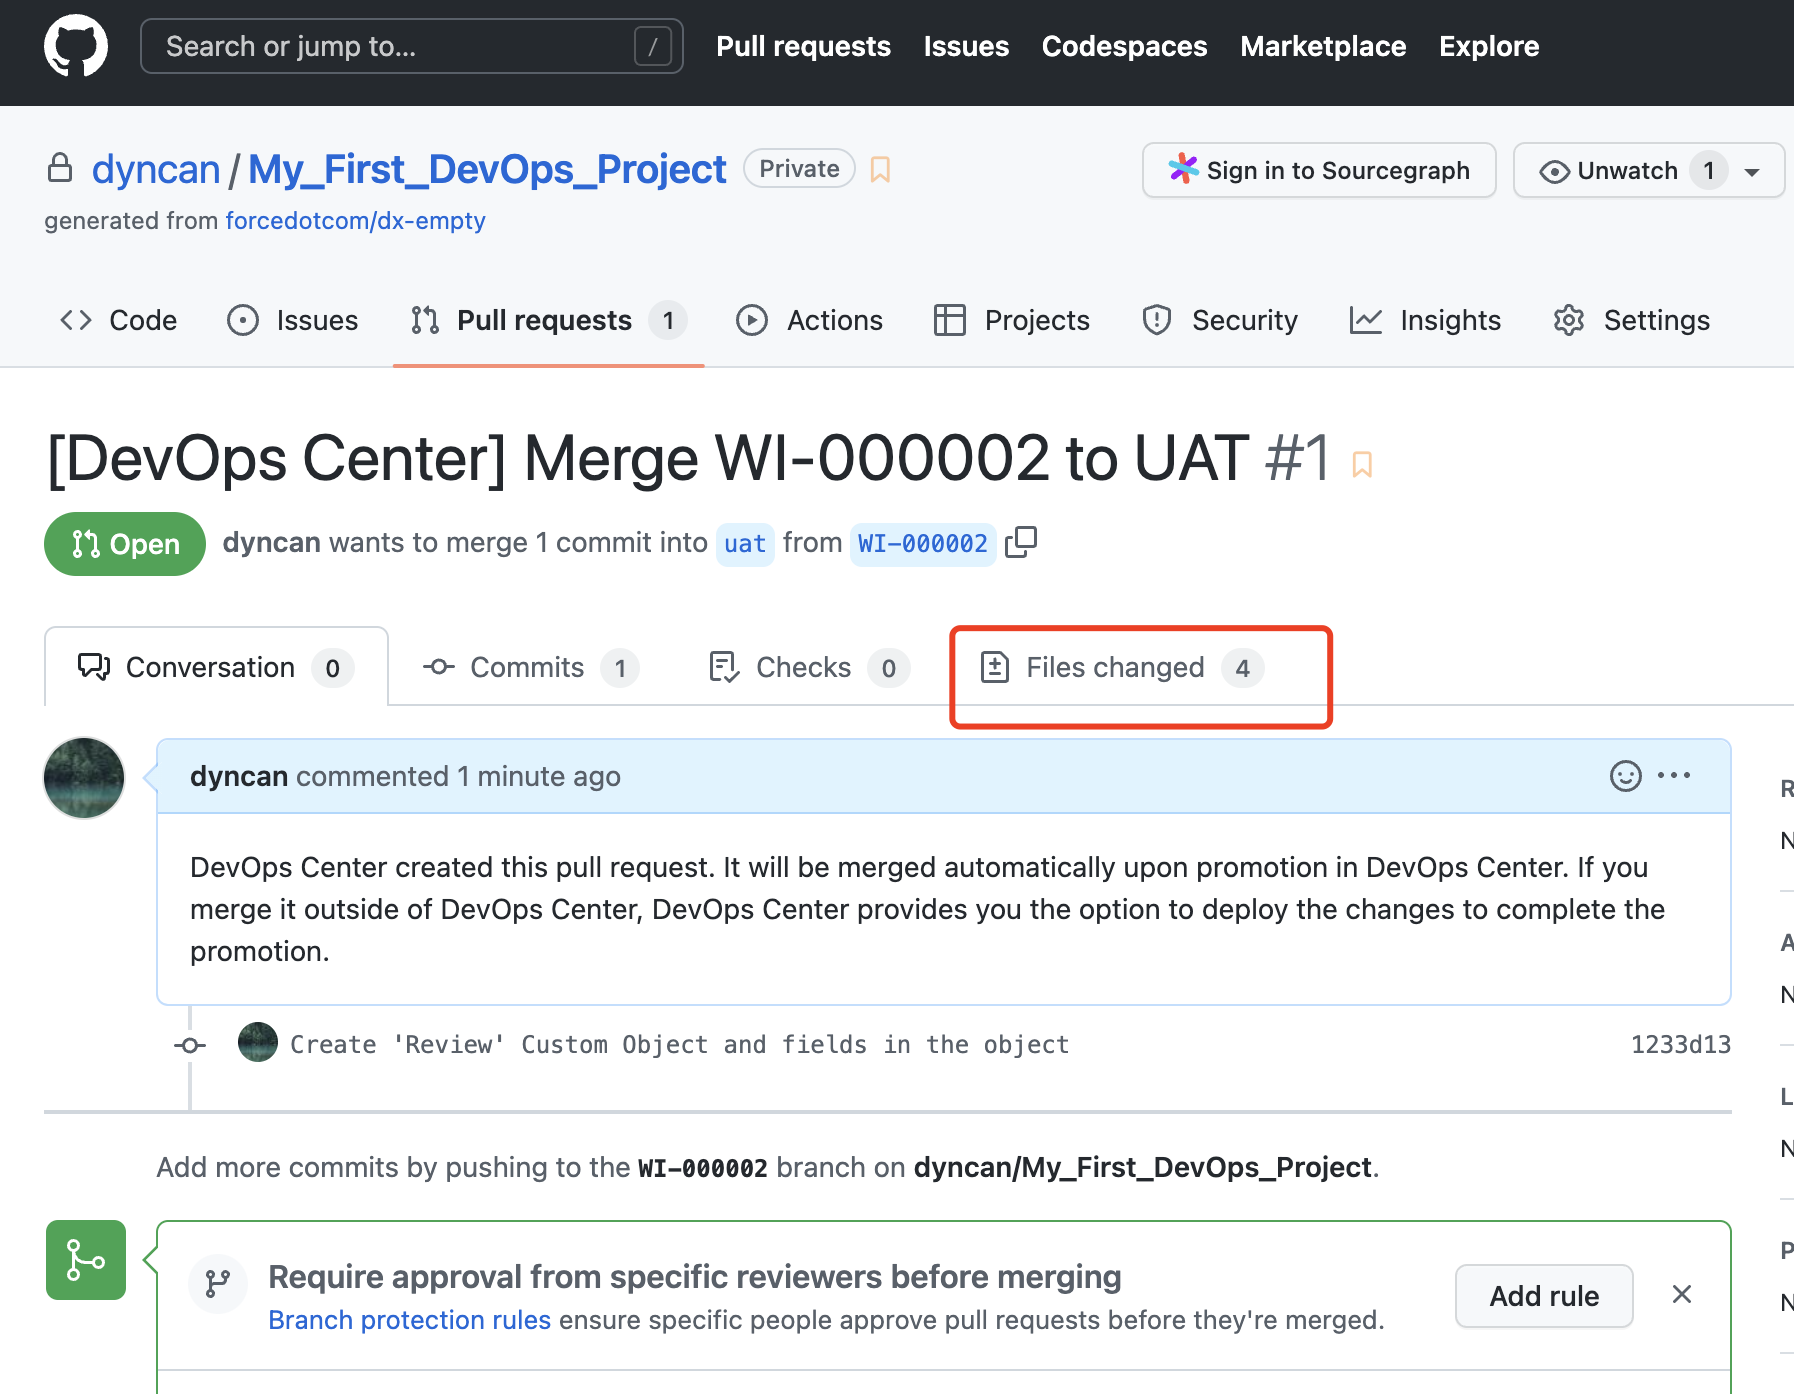 Search or jump to... / Pull requests Issues Codespaces Marketplace Explore
dyncan / My_First_DevOps_Project Private Sign in to Sourcegraph Unwatch 1
generated from forcedotcom/dx-empty
Code Issues Pull requests 1 Actions Projects Security Insights Settings
[DevOps Center] Merge WI-000002 to UAT #1
Open dyncan wants to merge 1 commit into uat from WI-000002
Conversation 0 Commits 1 Checks 0 Files changed 4
dyncan commented 1 minute ago
DevOps Center created this pull request. It will be merged automatically upon promotion in DevOps Center. If you
merge it outside of DevOps Center, DevOps Center provides you the option to deploy the changes to complete the
promotion.
Create 'Review' Custom Object and fields in the object 1233d13
Add more commits by pushing to the WI-000002 branch on dyncan/My_First_DevOps_Project.
Require approval from specific reviewers before merging
Branch protection rules ensure specific people approve pull requests before they're merged.
Add rule